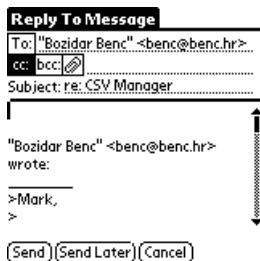 Reply To Message
To: "Bozidar Benc" <benc@benc.hr>
cc: bcc:
Subject: re: CSV Manager
"Bozidar Benc" <benc@benc.hr>
wrote:
__________
>Mark,
>
Send Send Later Cancel